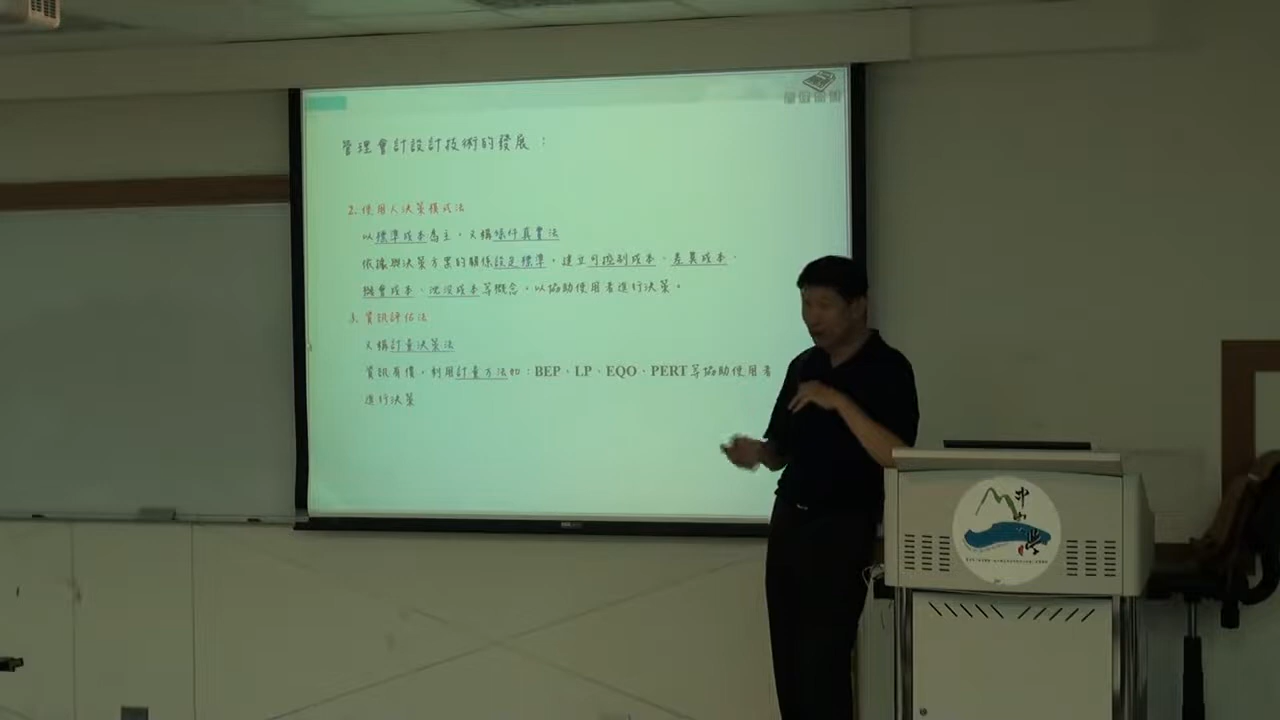 管理會計設計技術的發展：
2. 使用人決策模式法
以標準成本為主，又稱條件真實法
依據與決策方案的關係設定標準，建立可控制成本、差異成本、
機會成本、沈沒成本等概念，以協助使用者進行決策。
3. 資訊評估法
又稱計量決策法
資訊有價，利用計量方法如：BEP、LP、EQO、PERT等協助使用者
進行決策
中山學